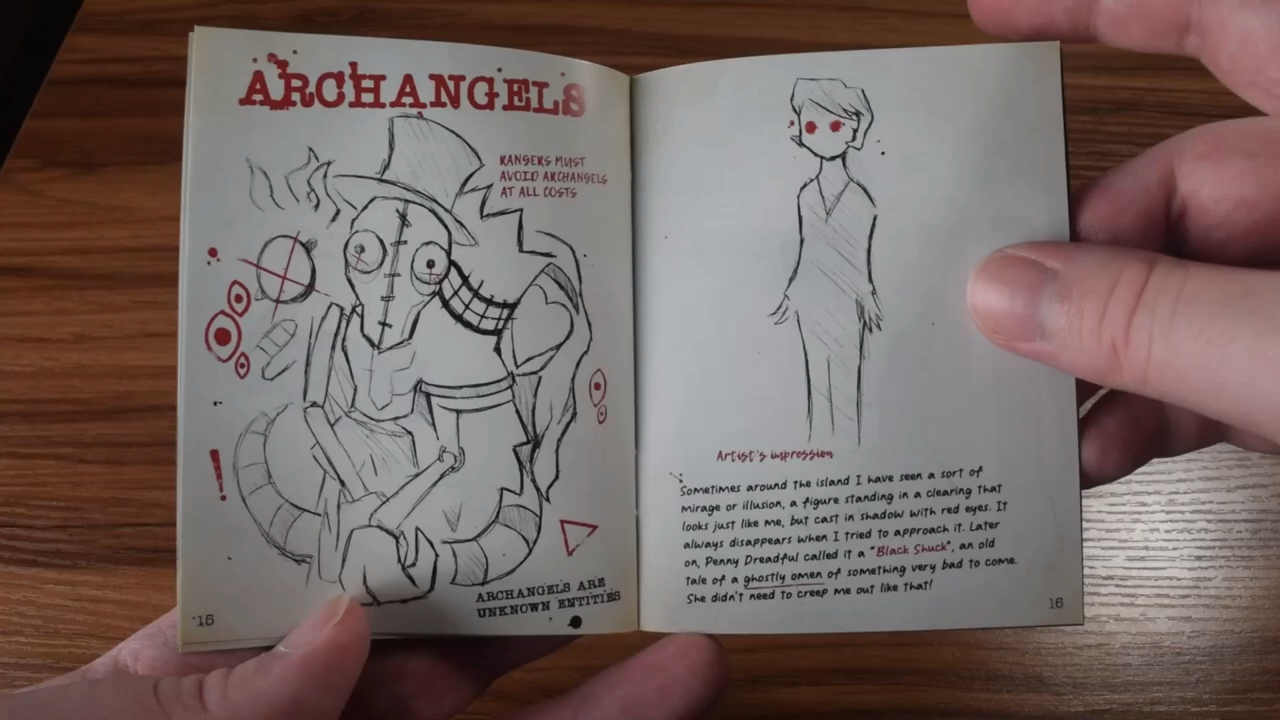 ARCHANGELS
RANGERS MUST
AVOID ARCHANGELS
AT ALL COSTS
!
ARCHANGELS ARE
UNKNOWN ENTITIES
15
Artist's impression
Sometimes around the island I have seen a sort of
mirage or illusion, a figure standing in a clearing that
looks just like me, but cast in shadow with red eyes. It
always disappears when I tried to approach it. Later
on, Penny Dreadful called it a "Black Shuck", an old
tale of a ghostly omen of something very bad to come.
She didn't need to creep me out like that!
16